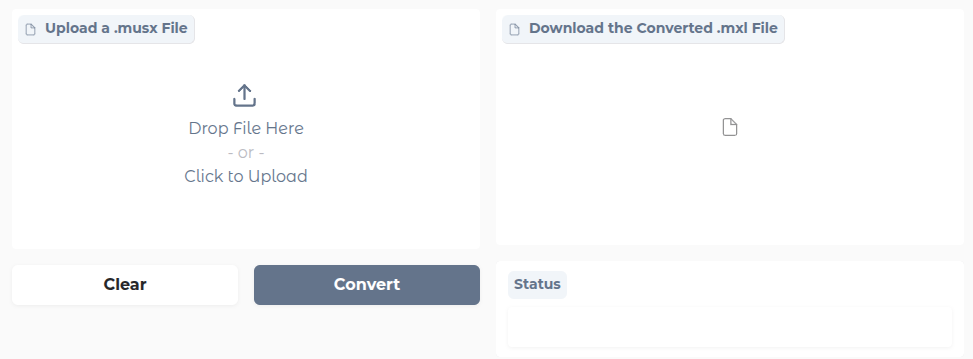 Upload a .musx File
Drop File Here
- or -
Click to Upload
Clear
Convert
Download the Converted .mxl File
Status